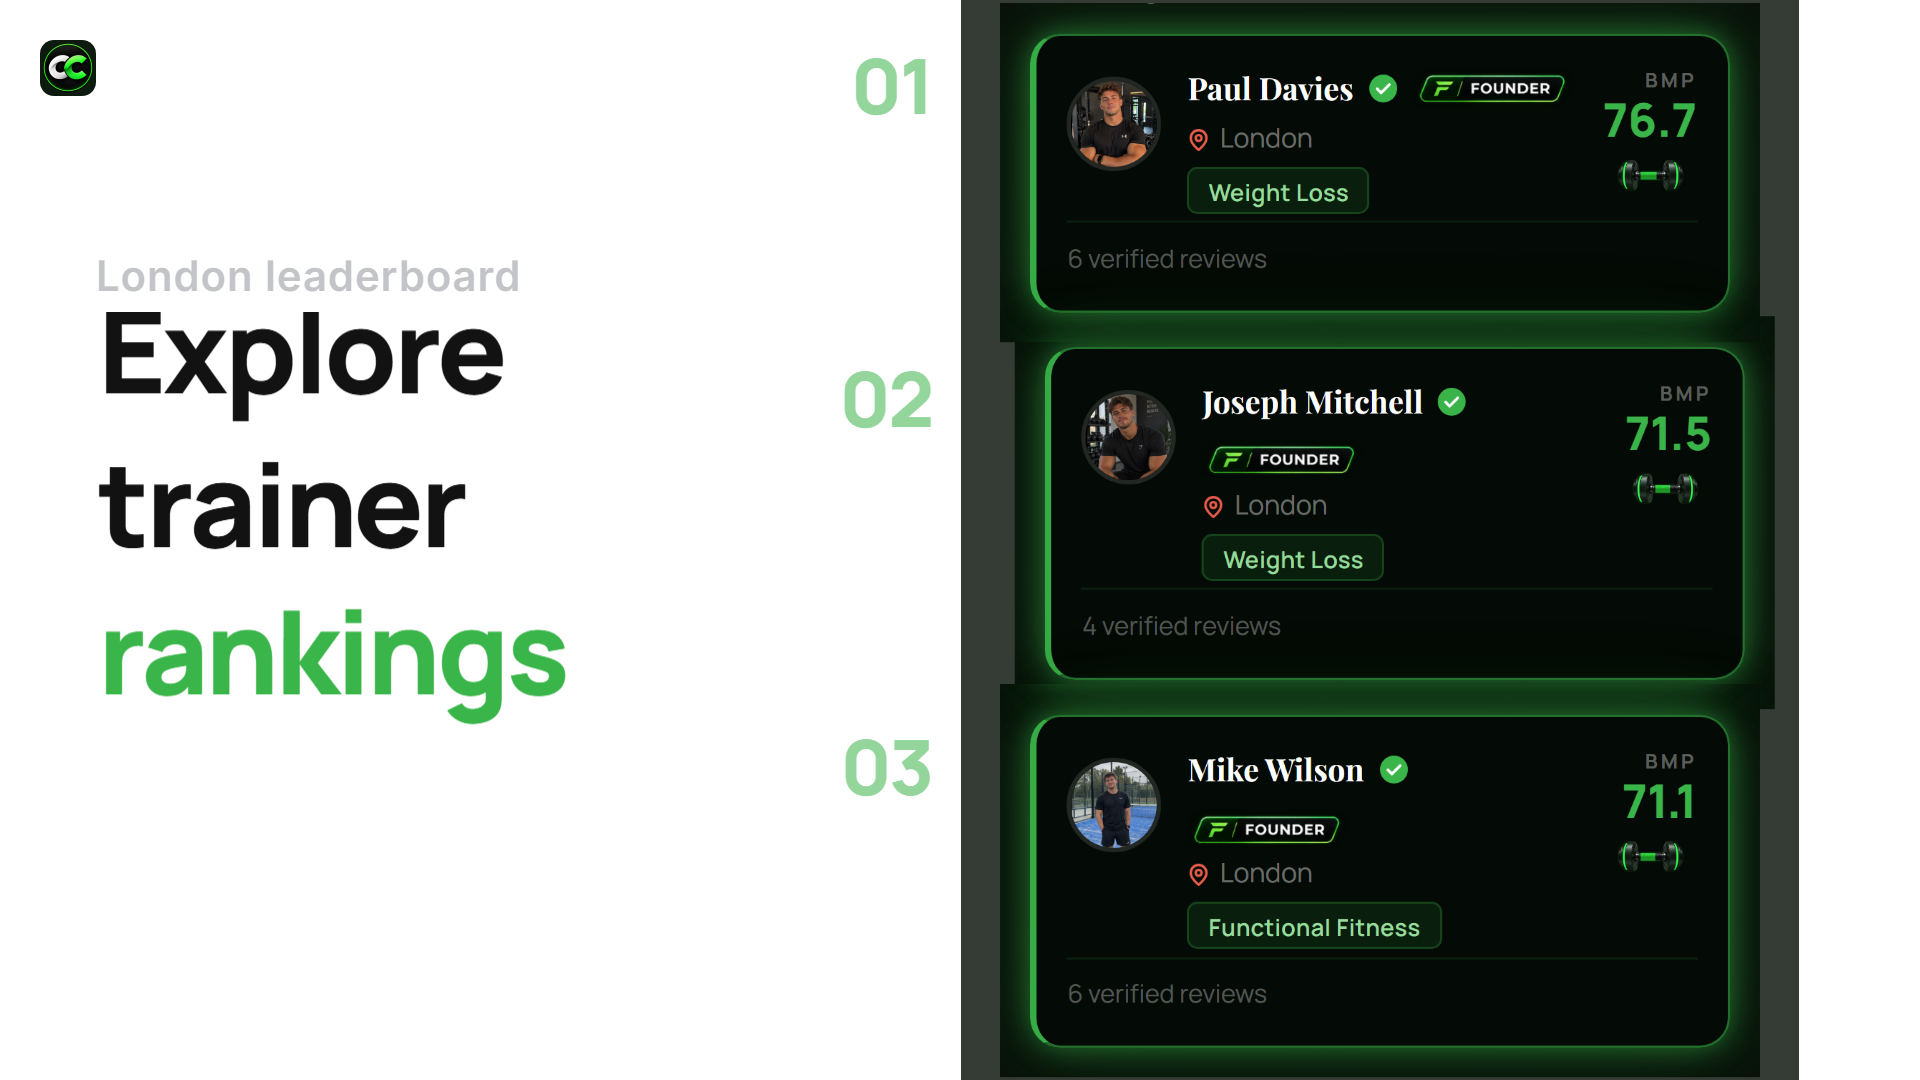 CC
London leaderboard
Explore
trainer
rankings
01
Paul Davies
F / FOUNDER
London
Weight Loss
6 verified reviews
BMP
76.7
02
Joseph Mitchell
F / FOUNDER
London
Weight Loss
4 verified reviews
BMP
71.5
03
Mike Wilson
F / FOUNDER
London
Functional Fitness
6 verified reviews
BMP
71.1